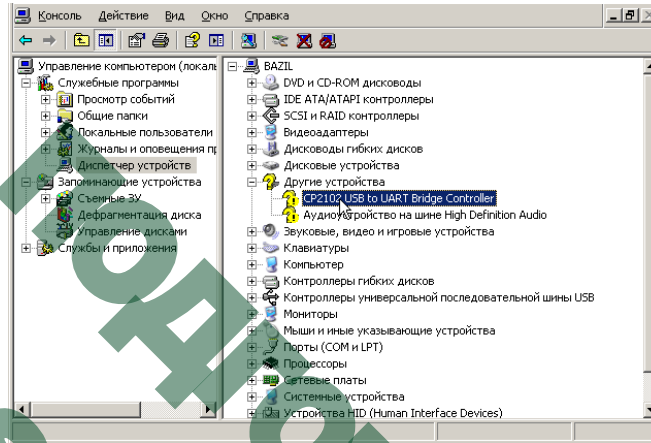 Консоль Действие Вид Окно Справка
Управление компьютером (локаль
Служебные программы
Просмотр событий
Общие папки
Локальные пользователи
Журналы и оповещения пр
Диспетчер устройств
Запоминающие устройства
Съемные ЗУ
Дефрагментация диска
Управление дисками
Службы и приложения
BAZIL
DVD и CD-ROM дисководы
IDE ATA/ATAPI контроллеры
SCSI и RAID контроллеры
Видеоадаптеры
Дисководы гибких дисков
Дисковые устройства
Другие устройства
CP2102 USB to UART Bridge Controller
Аудиоустройство на шине High Definition Audio
Звуковые, видео и игровые устройства
Клавиатуры
Компьютер
Контроллеры гибких дисков
Контроллеры универсальной последовательной шины USB
Мониторы
Мыши и иные указывающие устройства
Порты (COM и LPT)
Процессоры
Сетевые платы
Системные устройства
Устройства HID (Human Interface Devices)